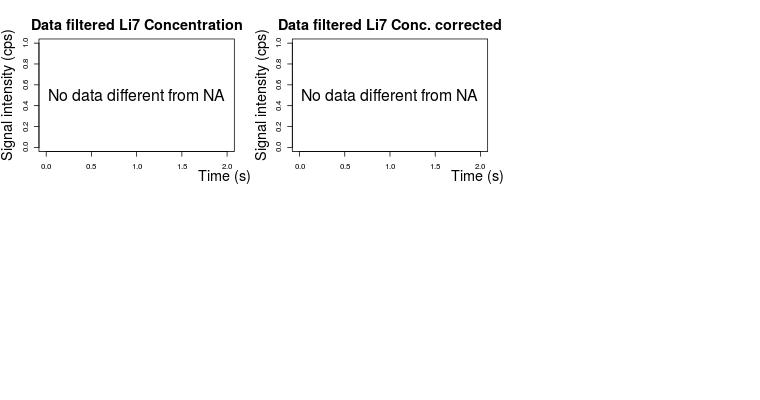 Data filtered Li7 Concentration
Signal intensity (cps)
1.0
0.8
0.6
0.4
0.2
0.0
No data different from NA
0.0 0.5 1.0 1.5 2.0
Time (s)
Data filtered Li7 Conc. corrected
Signal intensity (cps)
1.0
0.8
0.6
0.4
0.2
0.0
No data different from NA
0.0 0.5 1.0 1.5 2.0
Time (s)